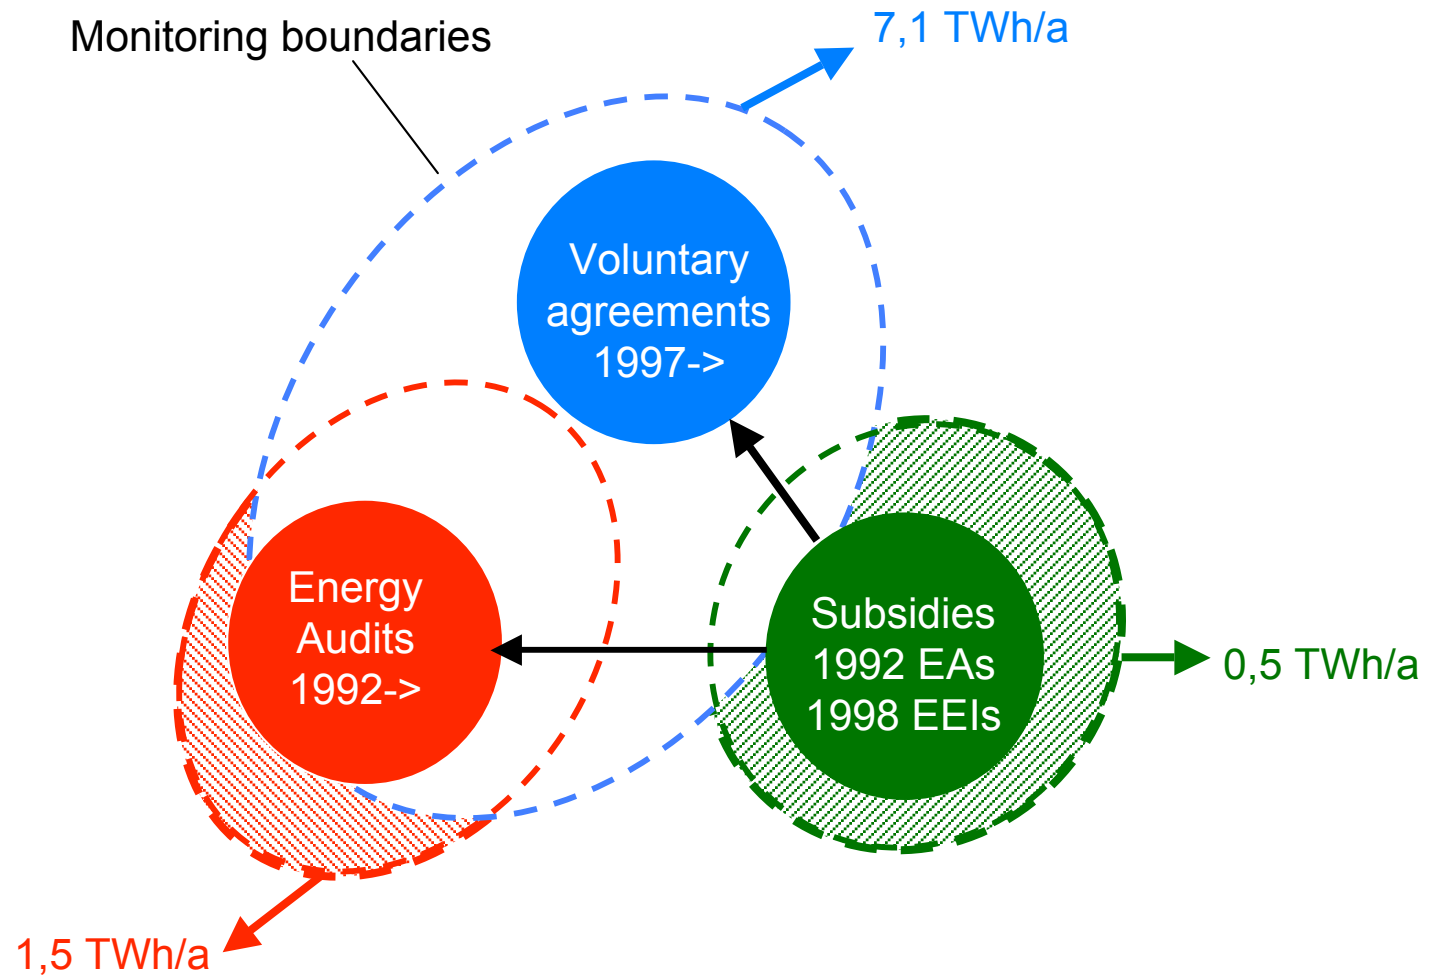 Monitoring boundaries
7,1 TWh/a
Voluntary
agreements
1997->
Energy
Audits
1992->
Subsidies
1992 EAs
1998 EEIs
0,5 TWh/a
1,5 TWh/a